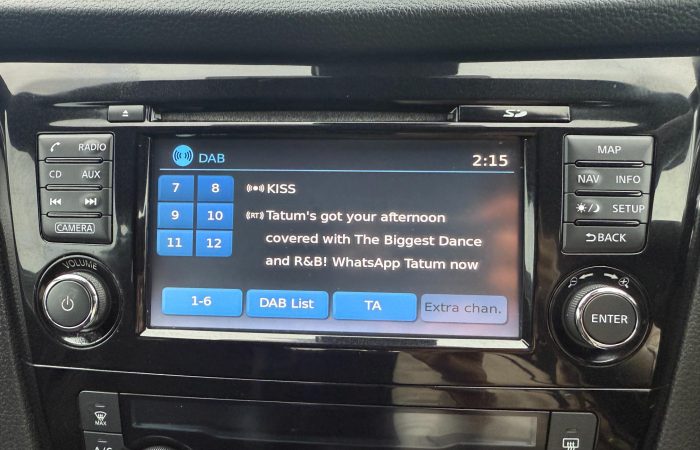 SD
RADIO
CD AUX
CAMERA
VOLUME
DAB
2:15
7 8
9 10
11 12
KISS
(RT) Tatum's got your afternoon
covered with The Biggest Dance
and R&B! WhatsApp Tatum now
1-6
DAB List
TA
Extra chan.
MAP
NAV INFO
SETUP
BACK
ENTER
MAX
A/C